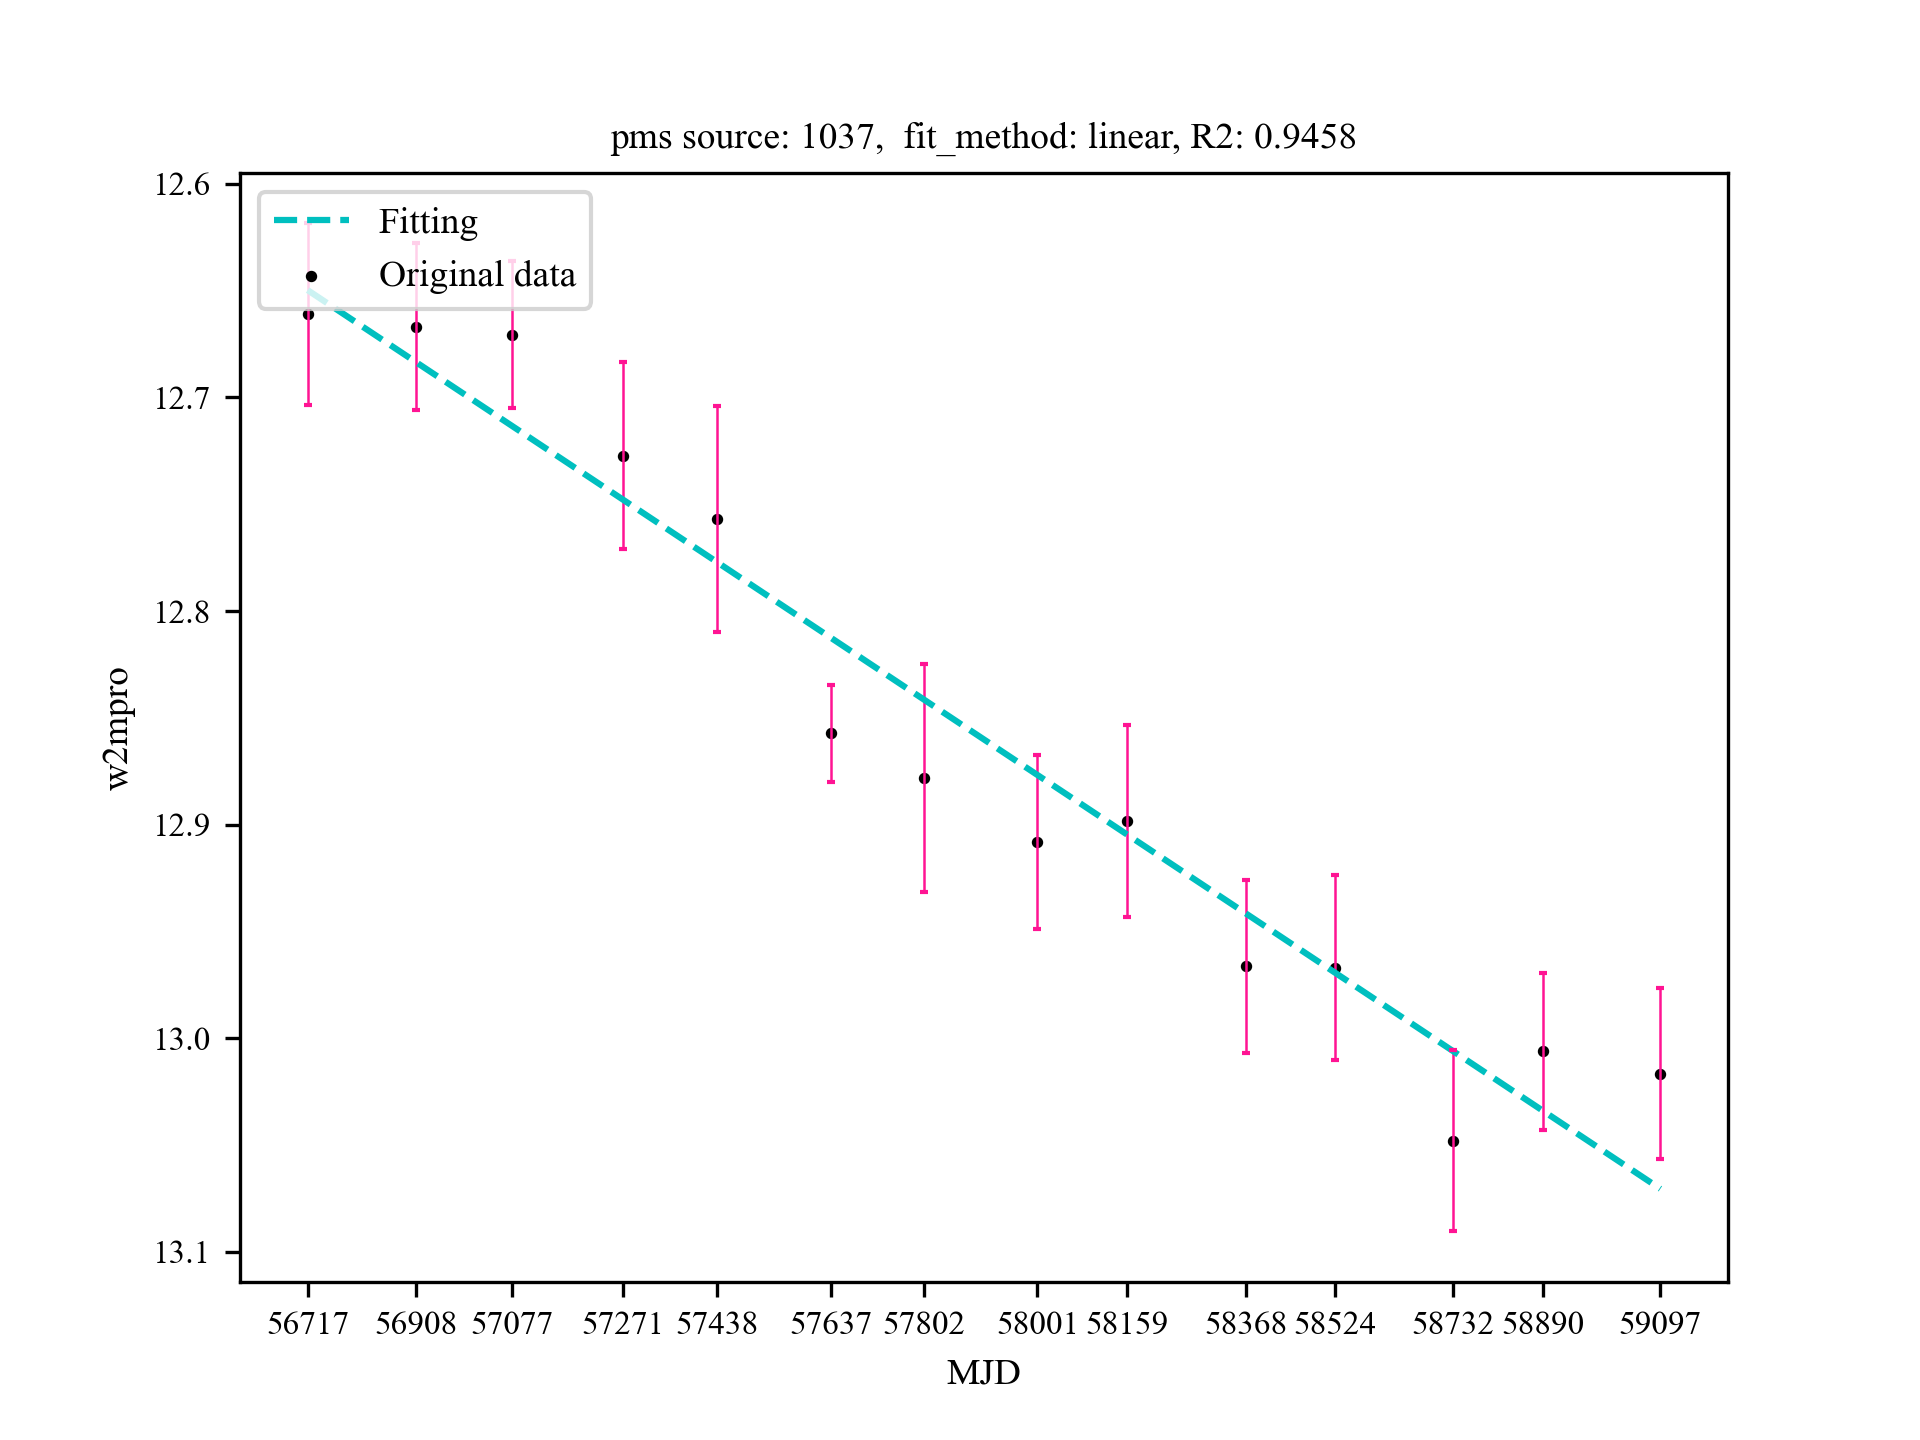 pms source: 1037,  fit_method: linear, R2: 0.9458
Fitting
Original data
12.6
12.7
12.8
12.9
13.0
13.1
w2mpro
56717 56908 57077 57271 57438 57637 57802 58001 58159 58368 58524 58732 58890 59097
MJD